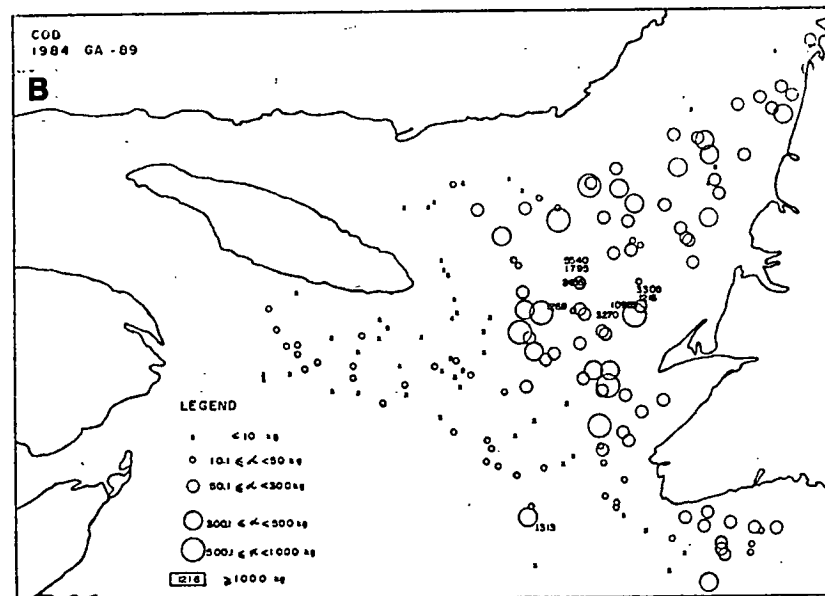 COD
1984 GA-89
B
5540
1795
3300
1216
3270
LEGEND
≤ 10 kg
10.1 ≤ α < 50 kg
50.1 ≤ α < 300 kg
300.1 ≤ α < 500 kg
500.1 ≤ α < 1000 kg
1216 ≥ 1000 kg
1313